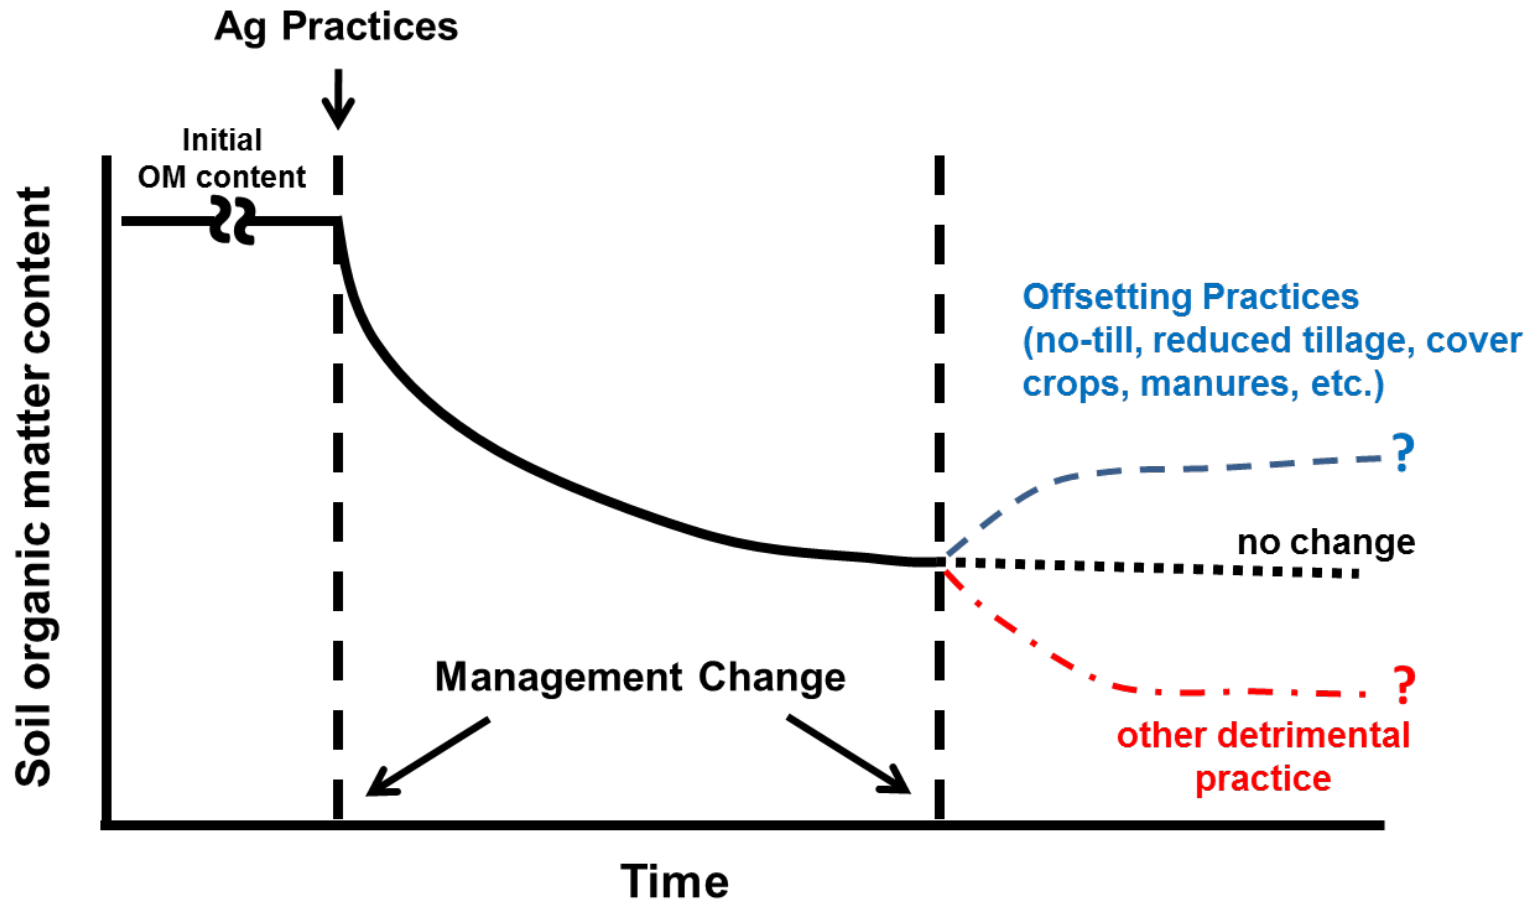 Ag Practices
Initial
OM content
Soil organic matter content
Offsetting Practices
(no-till, reduced tillage, cover
crops, manures, etc.)
?
no change
Management Change
?
other detrimental
practice
Time